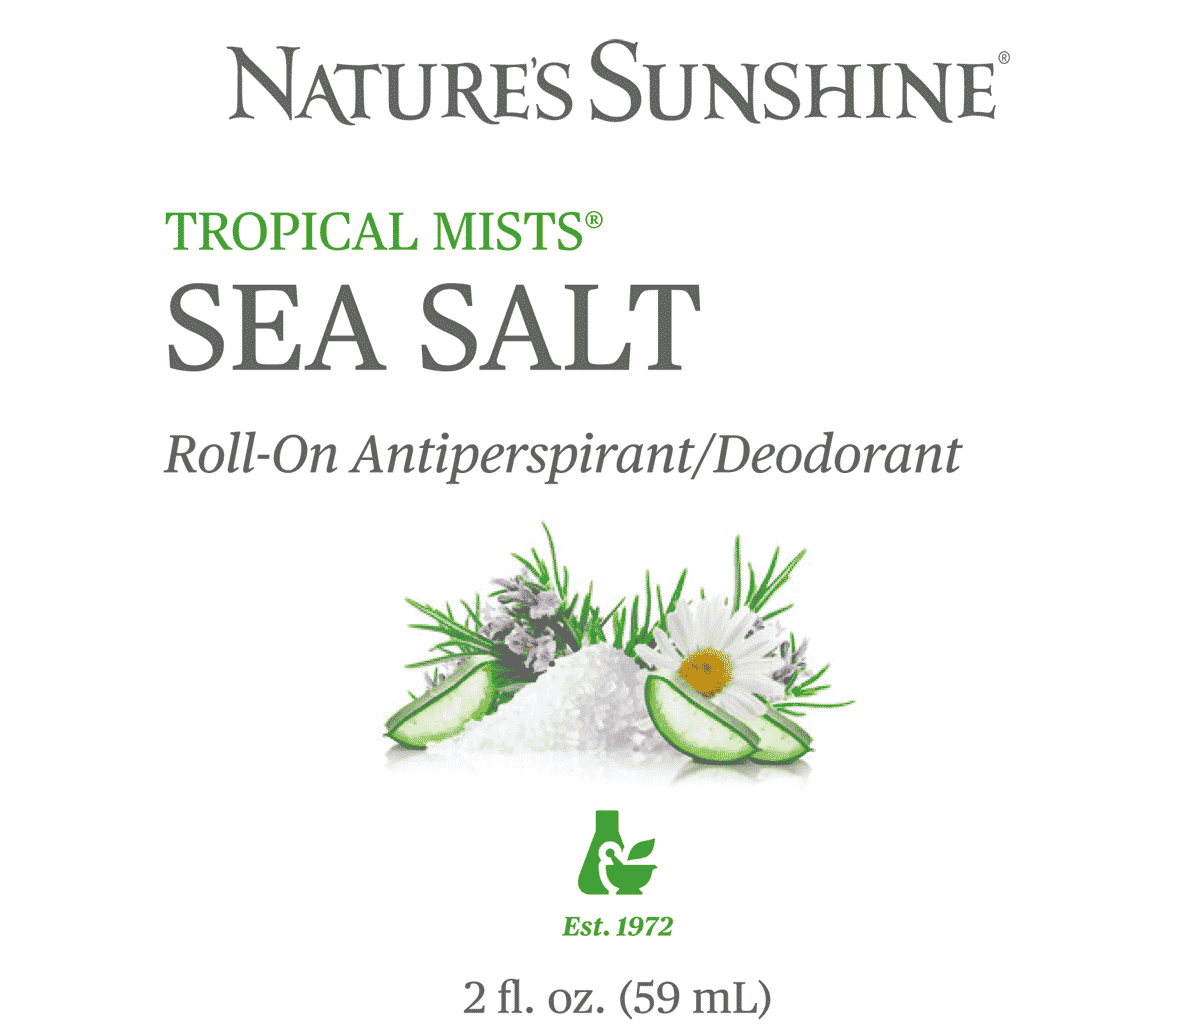 NATURE'S SUNSHINE®
TROPICAL MISTS®
SEA SALT
Roll-On Antiperspirant/Deodorant
Est. 1972
2 fl. oz. (59 mL)